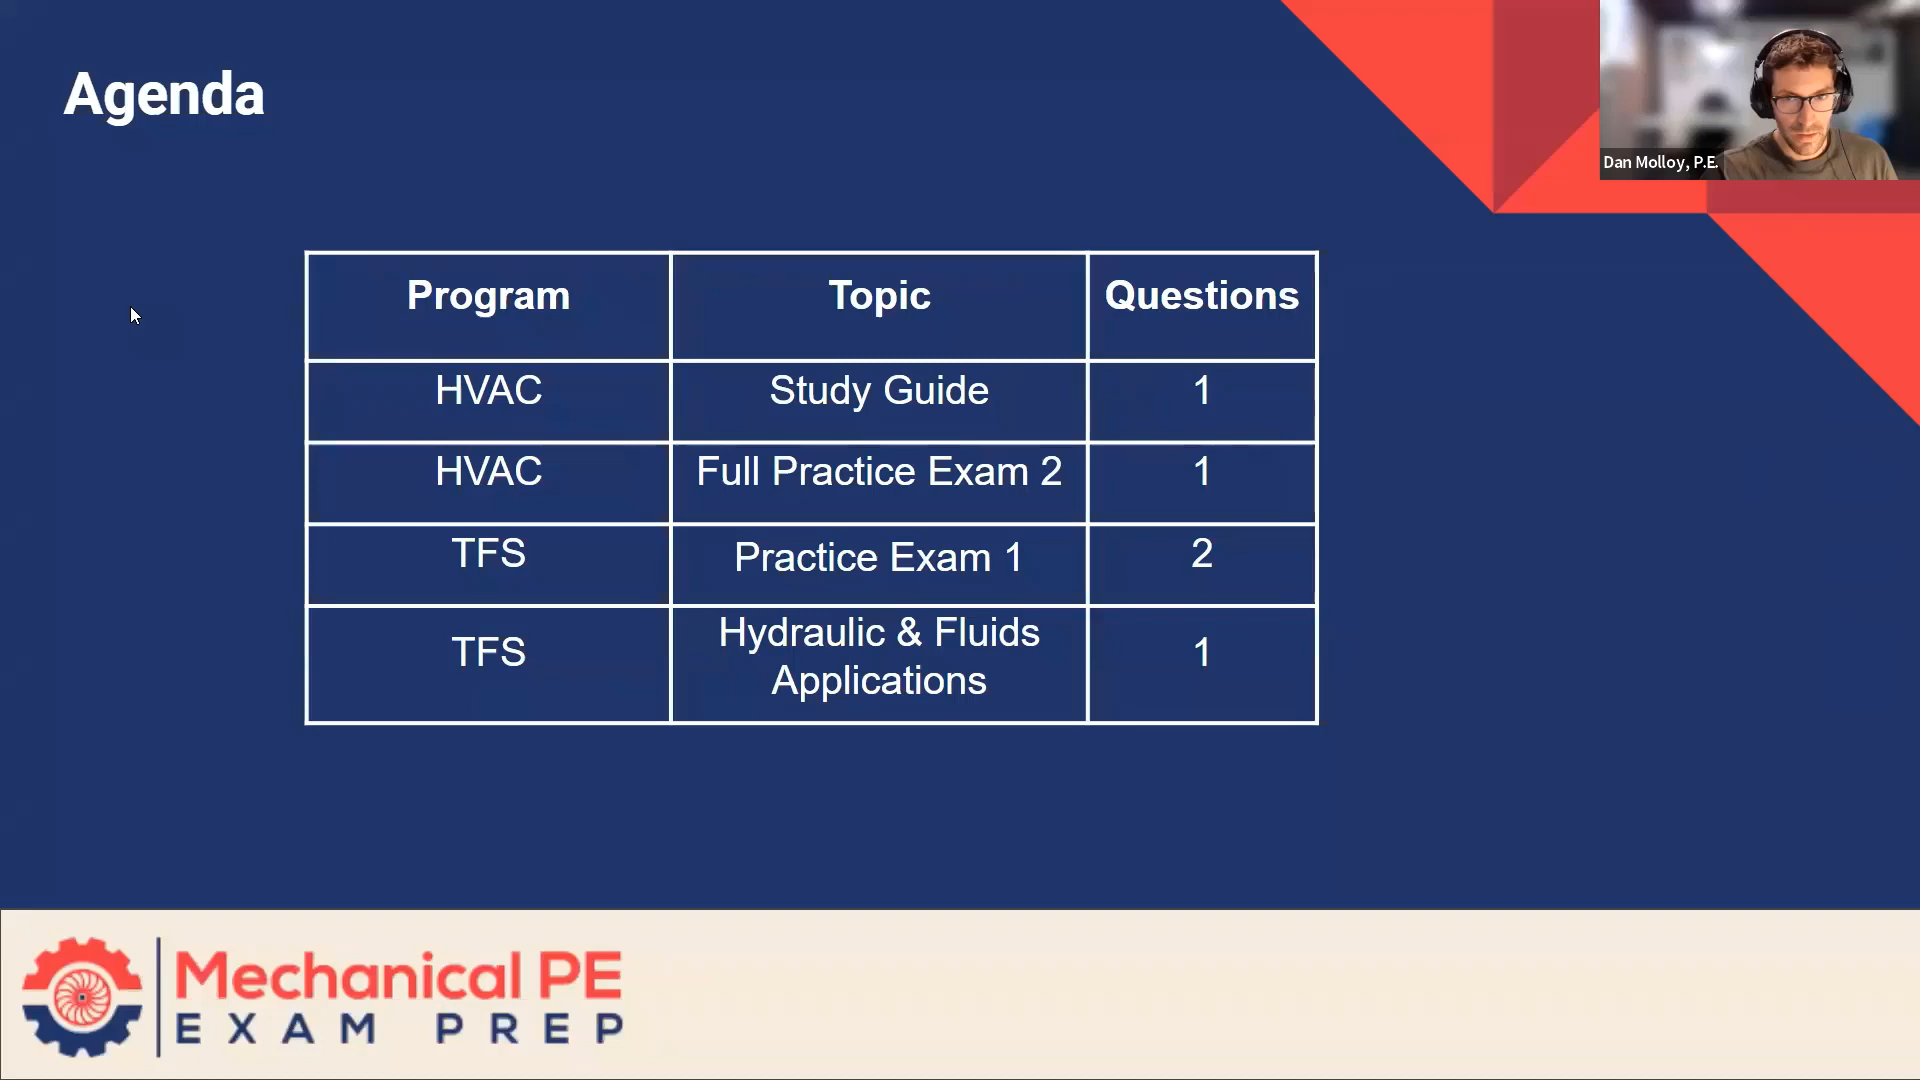 Agenda
Dan Molloy, P.E.
Program Topic Questions
HVAC Study Guide 1
HVAC Full Practice Exam 2 1
TFS Practice Exam 1 2
TFS Hydraulic & Fluids Applications 1
Mechanical PE
EXAM PREP